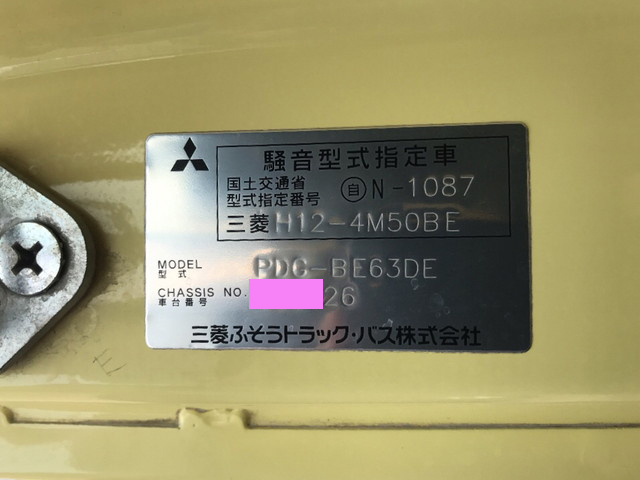 騒音型式指定車
国土交通省
型式指定番号 自 N-1087
三菱 H12-4M50BE
MODEL
型式 PDG-BE63DE
CHASSIS NO. 26
車台番号
三菱ふそうトラック・バス株式会社